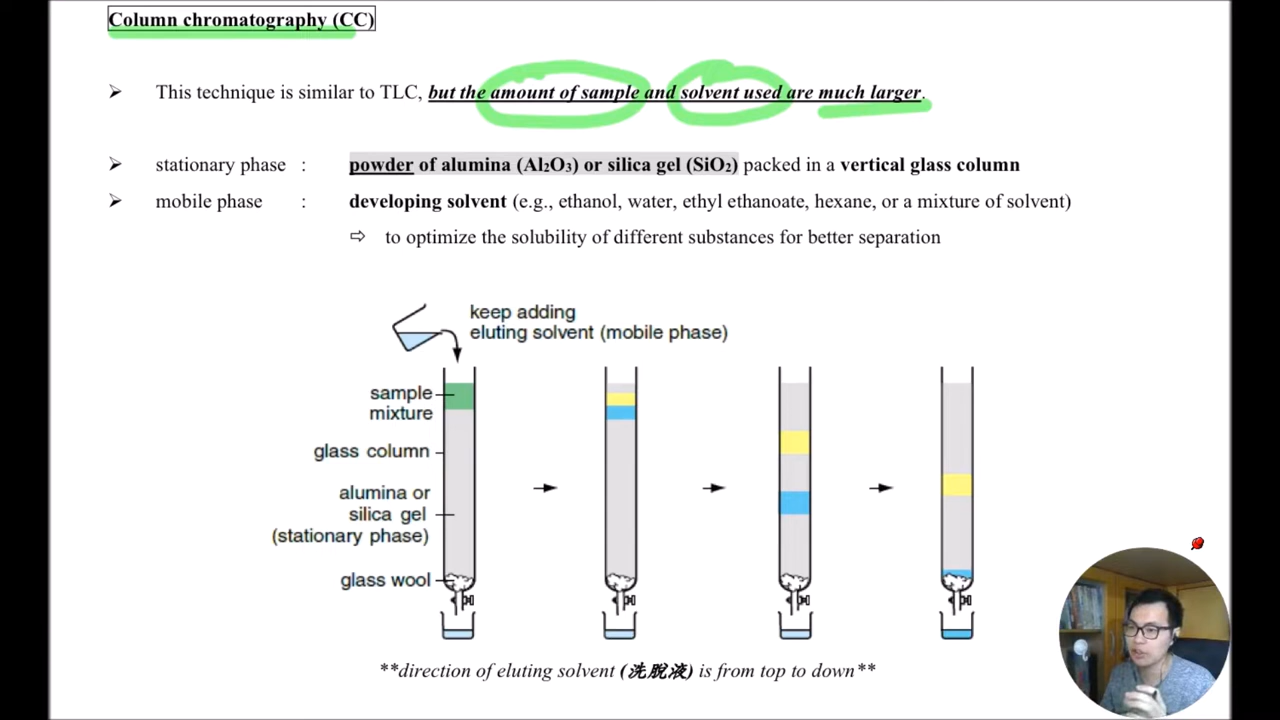 Column chromatography (CC)
➢ This technique is similar to TLC, but the amount of sample and solvent used are much larger.
➢ stationary phase : powder of alumina (Al₂O₃) or silica gel (SiO₂) packed in a vertical glass column
➢ mobile phase : developing solvent (e.g., ethanol, water, ethyl ethanoate, hexane, or a mixture of solvent)
⇨ to optimize the solubility of different substances for better separation
keep adding
eluting solvent (mobile phase)
sample
mixture
glass column
alumina or
silica gel
(stationary phase)
glass wool
**direction of eluting solvent (洗脫液) is from top to down**